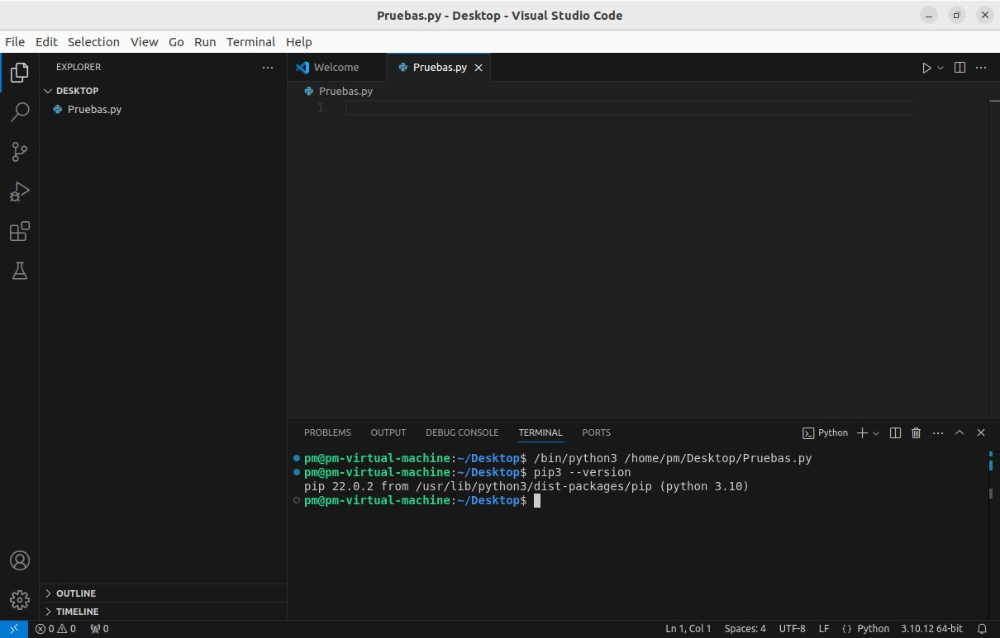 Pruebas.py - Desktop - Visual Studio Code
File Edit Selection View Go Run Terminal Help
EXPLORER
DESKTOP
Pruebas.py
OUTLINE
TIMELINE
Welcome
Pruebas.py
Pruebas.py
1
PROBLEMS OUTPUT DEBUG CONSOLE TERMINAL PORTS
Python
pm@pm-virtual-machine:~/Desktop$ /bin/python3 /home/pm/Desktop/Pruebas.py
pm@pm-virtual-machine:~/Desktop$ pip3 --version
pip 22.0.2 from /usr/lib/python3/dist-packages/pip (python 3.10)
pm@pm-virtual-machine:~/Desktop$
0 0 0 Ln 1, Col 1 Spaces: 4 UTF-8 LF { } Python 3.10.12 64-bit